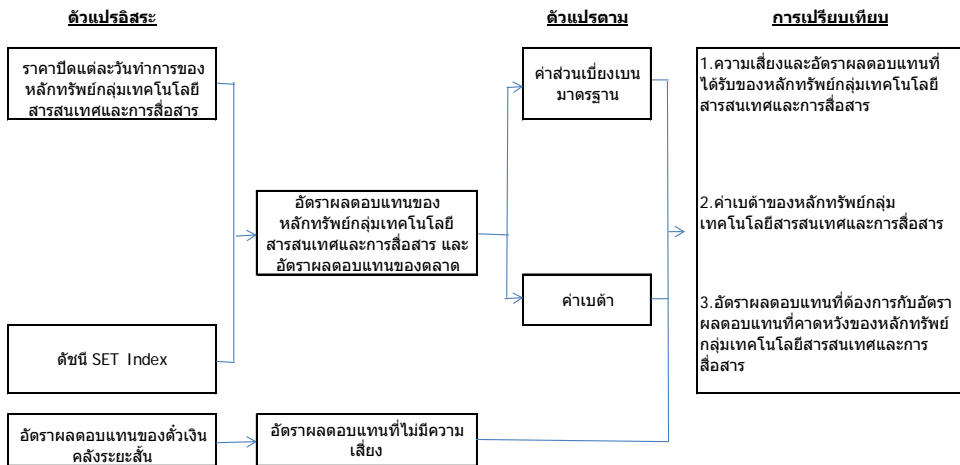 ตัวแปรอิสระ
ตัวแปรตาม
การเปรียบเทียบ
ราคาปิดแต่ละวันทำการของ
หลักทรัพย์กลุ่มเทคโนโลยี
สารสนเทศและการสื่อสาร
ค่าส่วนเบี่ยงเบน
มาตรฐาน
1.ความเสี่ยงและอัตราผลตอบแทนที่
ได้รับของหลักทรัพย์กลุ่มเทคโนโลยี
สารสนเทศและการสื่อสาร
อัตราผลตอบแทนของ
หลักทรัพย์กลุ่มเทคโนโลยี
สารสนเทศและการสื่อสาร และ
อัตราผลตอบแทนของตลาด
2.ค่าเบต้าของหลักทรัพย์กลุ่ม
เทคโนโลยีสารสนเทศและการสื่อสาร
ค่าเบต้า
3.อัตราผลตอบแทนที่ต้องการกับอัตรา
ผลตอบแทนที่คาดหวังของหลักทรัพย์
กลุ่มเทคโนโลยีสารสนเทศและการ
สื่อสาร
ดัชนี SET Index
อัตราผลตอบแทนของตั๋วเงิน
คลังระยะสั้น
อัตราผลตอบแทนที่ไม่มีความ
เสี่ยง